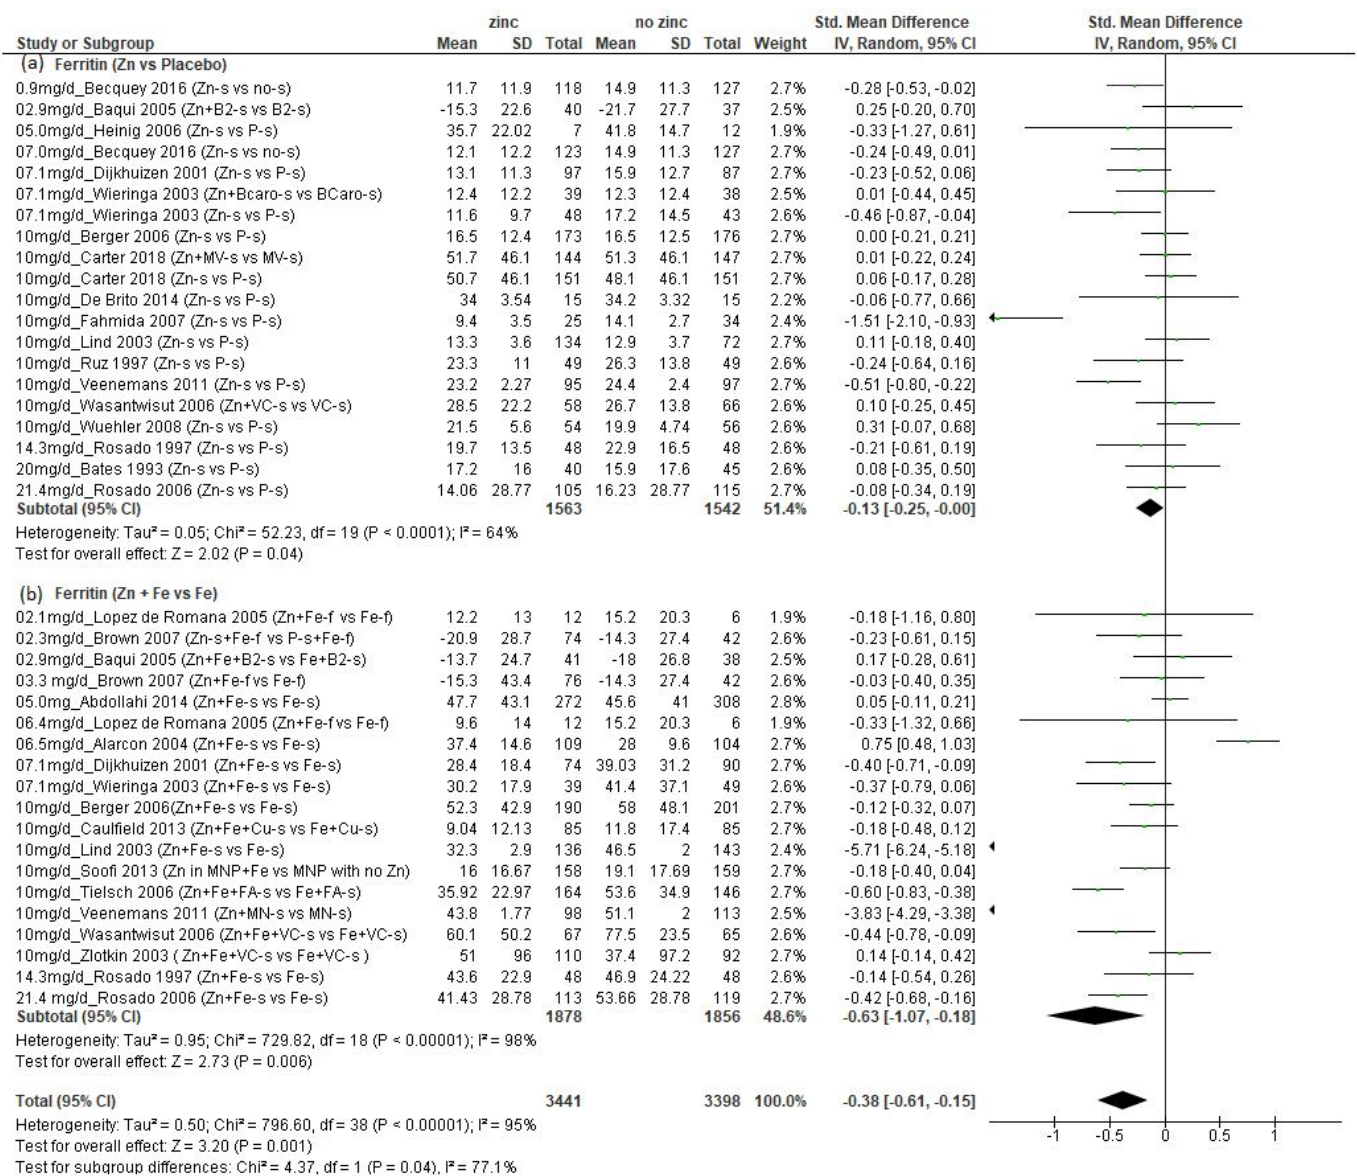 zinc no zinc Std. Mean Difference Std. Mean Difference
Study or Subgroup Mean SD Total Mean SD Total Weight IV, Random, 95% CI IV, Random, 95% CI
(a) Ferritin (Zn vs Placebo)
0.9mg/d_Becquey 2016 (Zn-s vs no-s) 11.7 11.9 118 14.9 11.3 127 2.7% -0.28 [-0.53, -0.02]
02.9mg/d_Baqui 2005 (Zn+B2-s vs B2-s) -15.3 22.6 40 -21.7 27.7 37 2.5% 0.25 [-0.20, 0.70]
05.0mg/d_Heinig 2006 (Zn-s vs P-s) 35.7 22.02 7 41.8 14.7 12 1.9% -0.33 [-1.27, 0.61]
07.0mg/d_Becquey 2016 (Zn-s vs no-s) 12.1 12.2 123 14.9 11.3 127 2.7% -0.24 [-0.49, 0.01]
07.1mg/d_Dijkhuizen 2001 (Zn-s vs P-s) 13.1 11.3 97 15.9 12.7 87 2.7% -0.23 [-0.52, 0.06]
07.1mg/d_Wieringa 2003 (Zn+Bcaro-s vs BCaro-s) 12.4 12.2 39 12.3 12.4 38 2.5% 0.01 [-0.44, 0.45]
07.1mg/d_Wieringa 2003 (Zn-s vs P-s) 11.6 9.7 48 17.2 14.5 43 2.6% -0.46 [-0.87, -0.04]
10mg/d_Berger 2006 (Zn-s vs P-s) 16.5 12.4 173 16.5 12.5 176 2.7% 0.00 [-0.21, 0.21]
10mg/d_Carter 2018 (Zn+MV-s vs MV-s) 51.7 46.1 144 51.3 46.1 147 2.7% 0.01 [-0.22, 0.24]
10mg/d_Carter 2018 (Zn-s vs P-s) 50.7 46.1 151 48.1 46.1 151 2.7% 0.06 [-0.17, 0.28]
10mg/d_De Brito 2014 (Zn-s vs P-s) 34 3.54 15 34.2 3.32 15 2.2% -0.06 [-0.77, 0.66]
10mg/d_Fahmida 2007 (Zn-s vs P-s) 9.4 3.5 25 14.1 2.7 34 2.4% -1.51 [-2.10, -0.93]
10mg/d_Lind 2003 (Zn-s vs P-s) 13.3 3.6 134 12.9 3.7 72 2.7% 0.11 [-0.18, 0.40]
10mg/d_Ruz 1997 (Zn-s vs P-s) 23.3 11 49 26.3 13.8 49 2.6% -0.24 [-0.64, 0.16]
10mg/d_Veenemans 2011 (Zn-s vs P-s) 23.2 2.27 95 24.4 2.4 97 2.7% -0.51 [-0.80, -0.22]
10mg/d_Wasantwisut 2006 (Zn+VC-s vs VC-s) 28.5 22.2 58 26.7 13.8 66 2.6% 0.10 [-0.25, 0.45]
10mg/d_Wuehler 2008 (Zn-s vs P-s) 21.5 5.6 54 19.9 4.74 56 2.6% 0.31 [-0.07, 0.68]
14.3mg/d_Rosado 1997 (Zn-s vs P-s) 19.7 13.5 48 22.9 16.5 48 2.6% -0.21 [-0.61, 0.19]
20mg/d_Bates 1993 (Zn-s vs P-s) 17.2 16 40 15.9 17.6 45 2.6% 0.08 [-0.35, 0.50]
21.4mg/d_Rosado 2006 (Zn-s vs P-s) 14.06 28.77 105 16.23 28.77 115 2.7% -0.08 [-0.34, 0.19]
Subtotal (95% CI) 1563 1542 51.4% -0.13 [-0.25, -0.00]
Heterogeneity: Tau² = 0.05; Chi² = 52.23, df = 19 (P < 0.0001); I² = 64%
Test for overall effect: Z = 2.02 (P = 0.04)
(b) Ferritin (Zn + Fe vs Fe)
02.1mg/d_Lopez de Romana 2005 (Zn+Fe-f vs Fe-f) 12.2 13 12 15.2 20.3 6 1.9% -0.18 [-1.16, 0.80]
02.3mg/d_Brown 2007 (Zn-s+Fe-f vs P-s+Fe-f) -20.9 28.7 74 -14.3 27.4 42 2.6% -0.23 [-0.61, 0.15]
02.9mg/d_Baqui 2005 (Zn+Fe+B2-s vs Fe+B2-s) -13.7 24.7 41 -18 26.8 38 2.5% 0.17 [-0.28, 0.61]
03.3 mg/d_Brown 2007 (Zn+Fe-f vs Fe-f) -15.3 43.4 76 -14.3 27.4 42 2.6% -0.03 [-0.40, 0.35]
05.0mg_Abdollahi 2014 (Zn+Fe-s vs Fe-s) 47.7 43.1 272 45.6 41 308 2.8% 0.05 [-0.11, 0.21]
06.4mg/d_Lopez de Romana 2005 (Zn+Fe-f vs Fe-f) 9.6 14 12 15.2 20.3 6 1.9% -0.33 [-1.32, 0.66]
06.5mg/d_Alarcon 2004 (Zn+Fe-s vs Fe-s) 37.4 14.6 109 28 9.6 104 2.7% 0.75 [0.48, 1.03]
07.1mg/d_Dijkhuizen 2001 (Zn+Fe-s vs Fe-s) 28.4 18.4 74 39.03 31.2 90 2.7% -0.40 [-0.71, -0.09]
07.1mg/d_Wieringa 2003 (Zn+Fe-s vs Fe-s) 30.2 17.9 39 41.4 37.1 49 2.6% -0.37 [-0.79, 0.06]
10mg/d_Berger 2006(Zn+Fe-s vs Fe-s) 52.3 42.9 190 58 48.1 201 2.7% -0.12 [-0.32, 0.07]
10mg/d_Caulfield 2013 (Zn+Fe+Cu-s vs Fe+Cu-s) 9.04 12.13 85 11.8 17.4 85 2.7% -0.18 [-0.48, 0.12]
10mg/d_Lind 2003 (Zn+Fe-s vs Fe-s) 32.3 2.9 136 46.5 2 143 2.4% -5.71 [-6.24, -5.18]
10mg/d_Soofi 2013 (Zn in MNP+Fe vs MNP with no Zn) 16 16.67 158 19.1 17.69 159 2.7% -0.18 [-0.40, 0.04]
10mg/d_Tielsch 2006 (Zn+Fe+FA-s vs Fe+FA-s) 35.92 22.97 164 53.6 34.9 146 2.7% -0.60 [-0.83, -0.38]
10mg/d_Veenemans 2011 (Zn+MN-s vs MN-s) 43.8 1.77 98 51.1 2 113 2.5% -3.83 [-4.29, -3.38]
10mg/d_Wasantwisut 2006 (Zn+Fe+VC-s vs Fe+VC-s) 60.1 50.2 67 77.5 23.5 65 2.6% -0.44 [-0.78, -0.09]
10mg/d_Zlotkin 2003 ( Zn+Fe+VC-s vs Fe+VC-s ) 51 96 110 37.4 97.2 92 2.7% 0.14 [-0.14, 0.42]
14.3mg/d_Rosado 1997 (Zn+Fe-s vs Fe-s) 43.6 22.9 48 46.9 24.22 48 2.6% -0.14 [-0.54, 0.26]
21.4 mg/d_Rosado 2006 (Zn+Fe-s vs Fe-s) 41.43 28.78 113 53.66 28.78 119 2.7% -0.42 [-0.68, -0.16]
Subtotal (95% CI) 1878 1856 48.6% -0.63 [-1.07, -0.18]
Heterogeneity: Tau² = 0.95; Chi² = 729.82, df = 18 (P < 0.00001); I² = 98%
Test for overall effect: Z = 2.73 (P = 0.006)
Total (95% CI) 3441 3398 100.0% -0.38 [-0.61, -0.15]
Heterogeneity: Tau² = 0.50; Chi² = 796.60, df = 38 (P < 0.00001); I² = 95%
-1 -0.5 0 0.5 1
Test for overall effect: Z = 3.20 (P = 0.001)
Test for subgroup differences: Chi² = 4.37, df = 1 (P = 0.04), I² = 77.1%